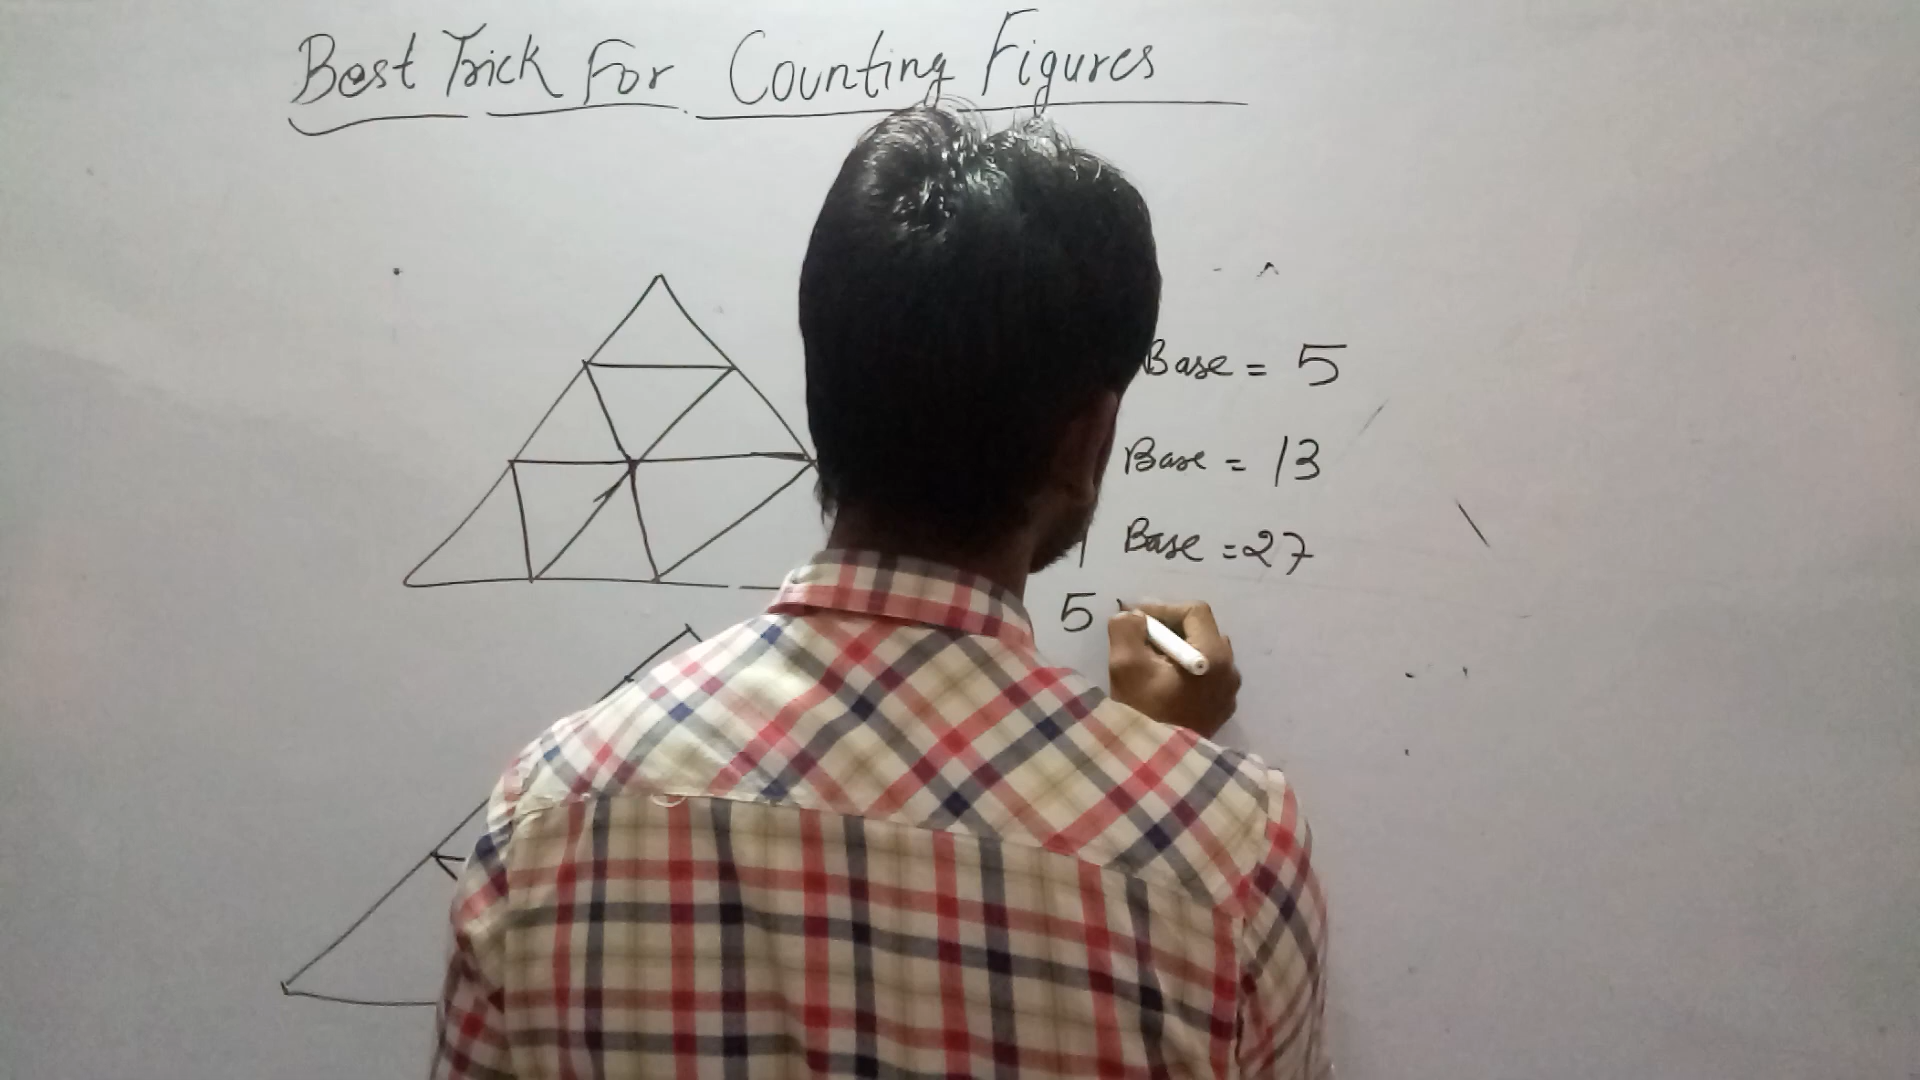 Best Trick For Counting Figures
Base = 5
Base = 13
Base = 27
5